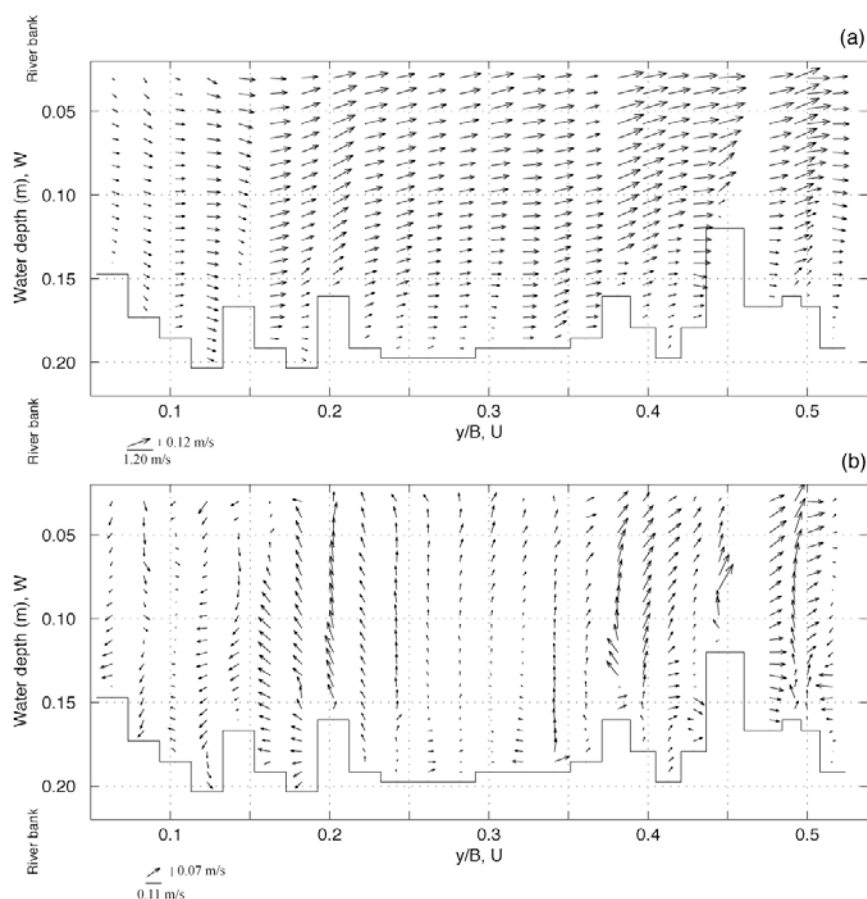 River bank
(a)
0.05
0.10
0.15
0.20
Water depth (m), W
0.1
0.2
0.3
0.4
0.5
y/B, U
River bank
0.12 m/s
1.20 m/s
River bank
(b)
0.05
0.10
0.15
0.20
Water depth (m), W
0.1
0.2
0.3
0.4
0.5
y/B, U
River bank
0.07 m/s
0.11 m/s